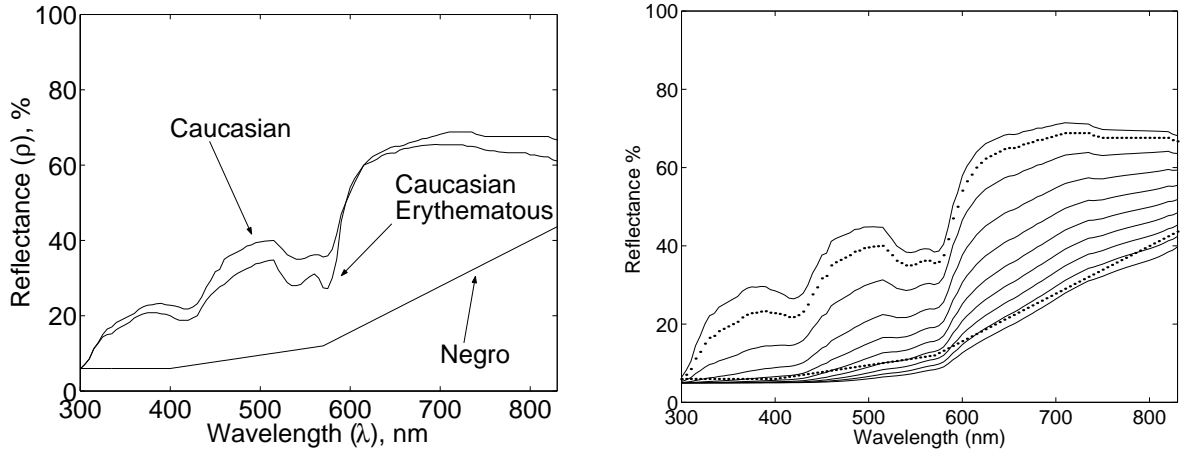 100
80
60
40
20
0
Reflectance (ρ), %
Caucasian
Caucasian
Erythematous
Negro
300 400 500 600 700 800
Wavelength (λ), nm
100
80
60
40
20
0
Reflectance %
300 400 500 600 700 800
Wavelength (nm)